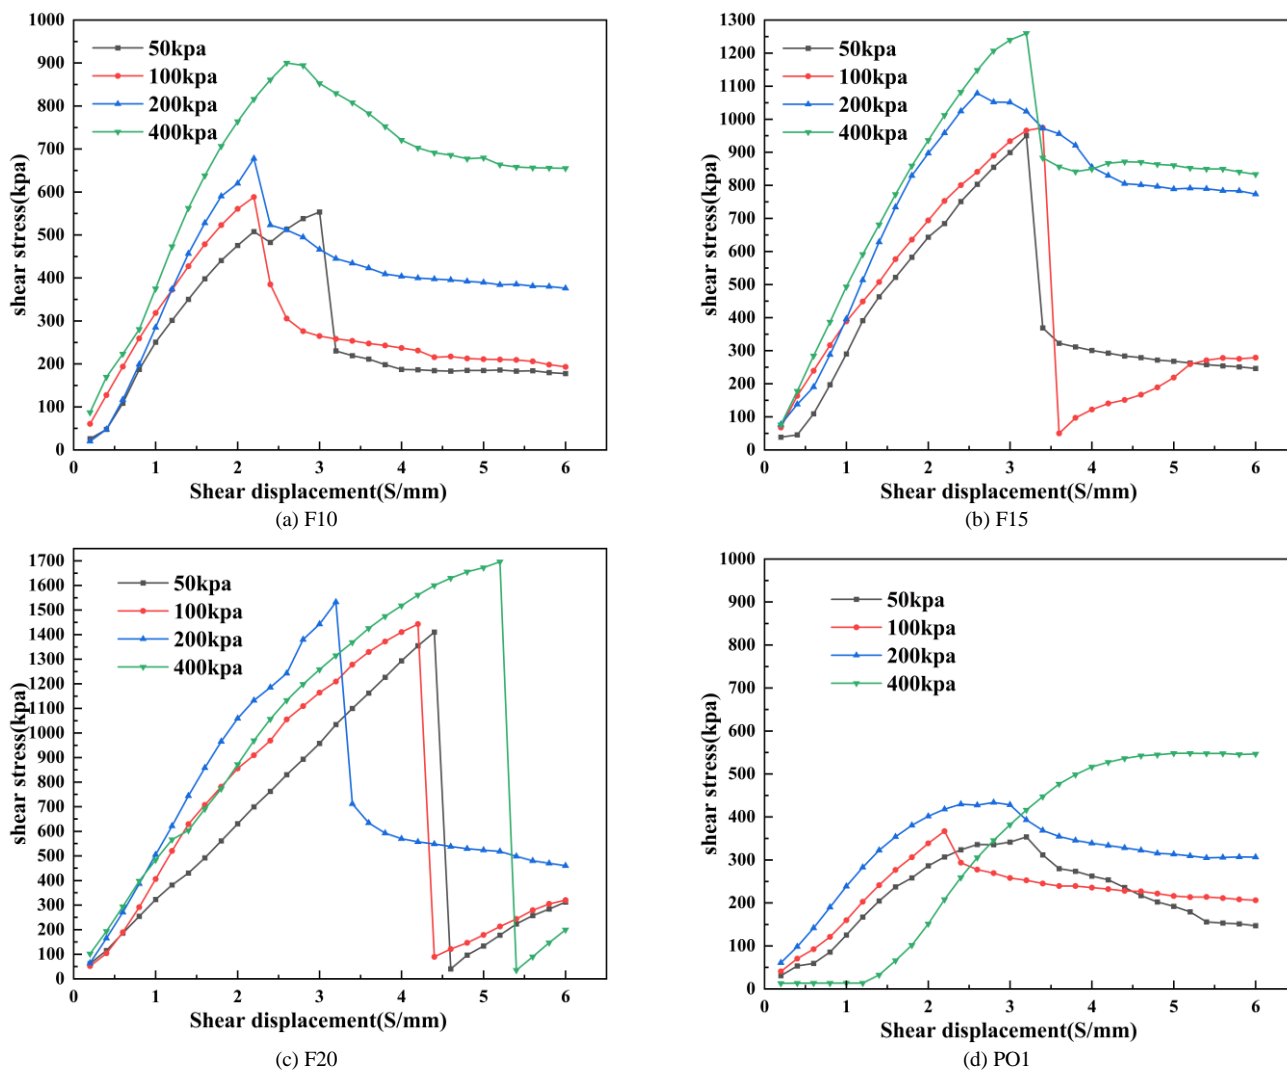 1000
900
800
700
600
500
400
300
200
100
0
shear stress(kpa)
50kpa
100kpa
200kpa
400kpa
0 1 2 3 4 5 6
Shear displacement(S/mm)
(a) F10
1300
1200
1100
1000
900
800
700
600
500
400
300
200
100
0
shear stress(kpa)
50kpa
100kpa
200kpa
400kpa
0 1 2 3 4 5 6
Shear displacement(S/mm)
(b) F15
1700
1600
1500
1400
1300
1200
1100
1000
900
800
700
600
500
400
300
200
100
0
shear stress(kpa)
50kpa
100kpa
200kpa
400kpa
0 1 2 3 4 5 6
Shear displacement(S/mm)
(c) F20
1000
900
800
700
600
500
400
300
200
100
0
shear stress(kpa)
50kpa
100kpa
200kpa
400kpa
0 1 2 3 4 5 6
Shear displacement(S/mm)
(d) PO1